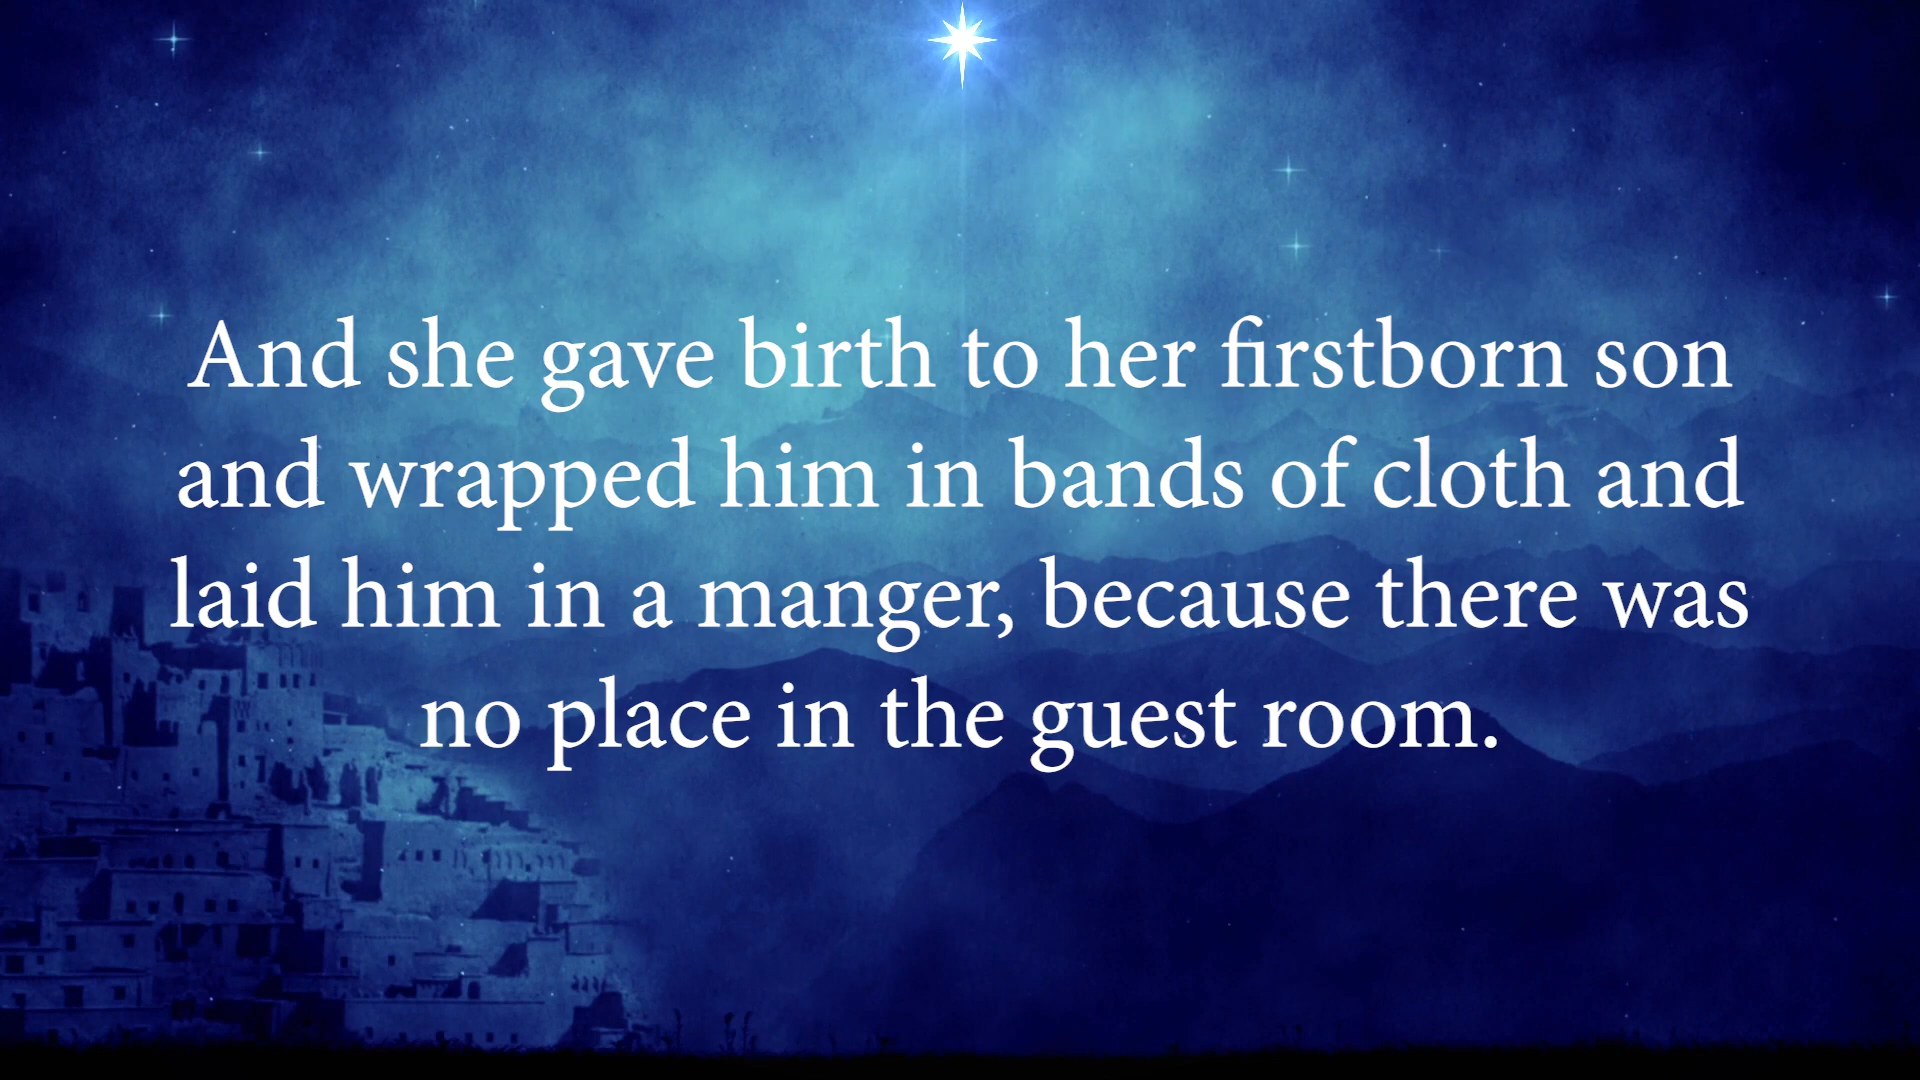 And she gave birth to her firstborn son
and wrapped him in bands of cloth and
laid him in a manger, because there was
no place in the guest room.